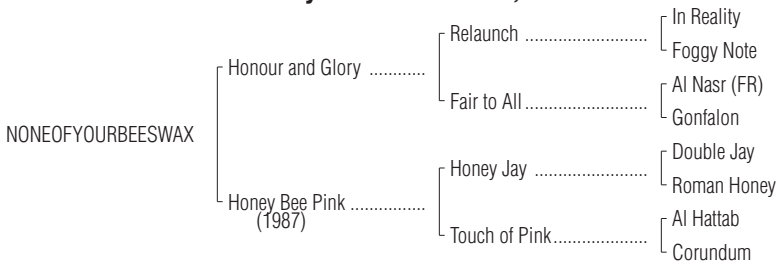 In Reality
Relaunch ..............................
Foggy Note
Honour and Glory ............
Al Nasr (FR)
Fair to All ..............................
Gonfalon
NONEOFYOURBEESWAX
Double Jay
Honey Jay ...........................
Roman Honey
Honey Bee Pink ................
(1987)
Al Hattab
Touch of Pink.......................
Corundum